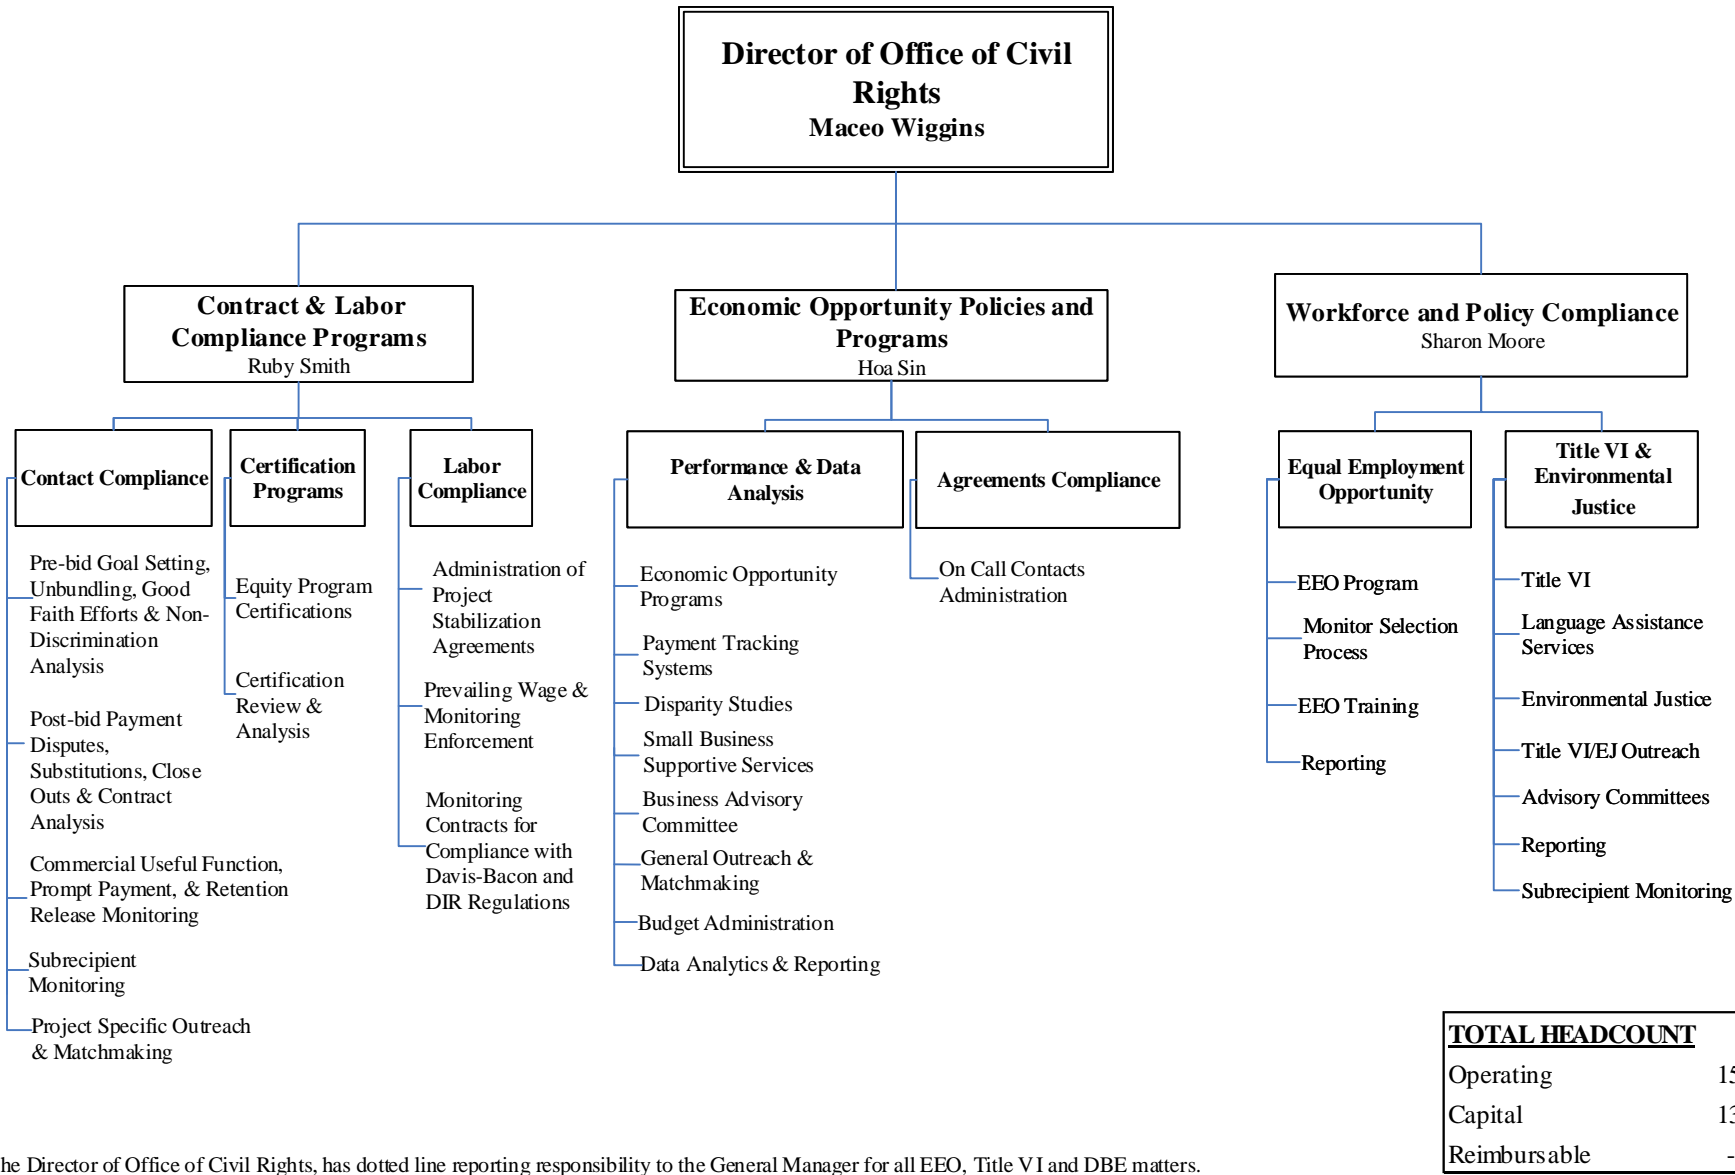 Director of Office of Civil
Rights
Maceo Wiggins
Contract & Labor
Compliance Programs
Ruby Smith
Economic Opportunity Policies and
Programs
Hoa Sin
Workforce and Policy Compliance
Sharon Moore
Contact Compliance
Pre-bid Goal Setting,
Unbundling, Good
Faith Efforts & Non-
Discrimination
Analysis
Post-bid Payment
Disputes,
Substitutions, Close
Outs & Contract
Analysis
Commercial Useful Function,
Prompt Payment, & Retention
Release Monitoring
Subrecipient
Monitoring
Project Specific Outreach
& Matchmaking
Certification
Programs
Equity Program
Certifications
Certification
Review &
Analysis
Labor
Compliance
Administration of
Project
Stabilization
Agreements
Prevailing Wage &
Monitoring
Enforcement
Monitoring
Contracts for
Compliance with
Davis-Bacon and
DIR Regulations
Performance & Data
Analysis
Economic Opportunity
Programs
Payment Tracking
Systems
Disparity Studies
Small Business
Supportive Services
Business Advisory
Committee
General Outreach &
Matchmaking
Budget Administration
Data Analytics & Reporting
Agreements Compliance
On Call Contacts
Administration
Equal Employment
Opportunity
EEO Program
Monitor Selection
Process
EEO Training
Reporting
Title VI &
Environmental
Justice
Title VI
Language Assistance
Services
Environmental Justice
Title VI/EJ Outreach
Advisory Committees
Reporting
Subrecipient Monitoring
TOTAL HEADCOUNT
Operating 15
Capital 13
Reimbursable -
he Director of Office of Civil Rights, has dotted line reporting responsibility to the General Manager for all EEO, Title VI and DBE matters.